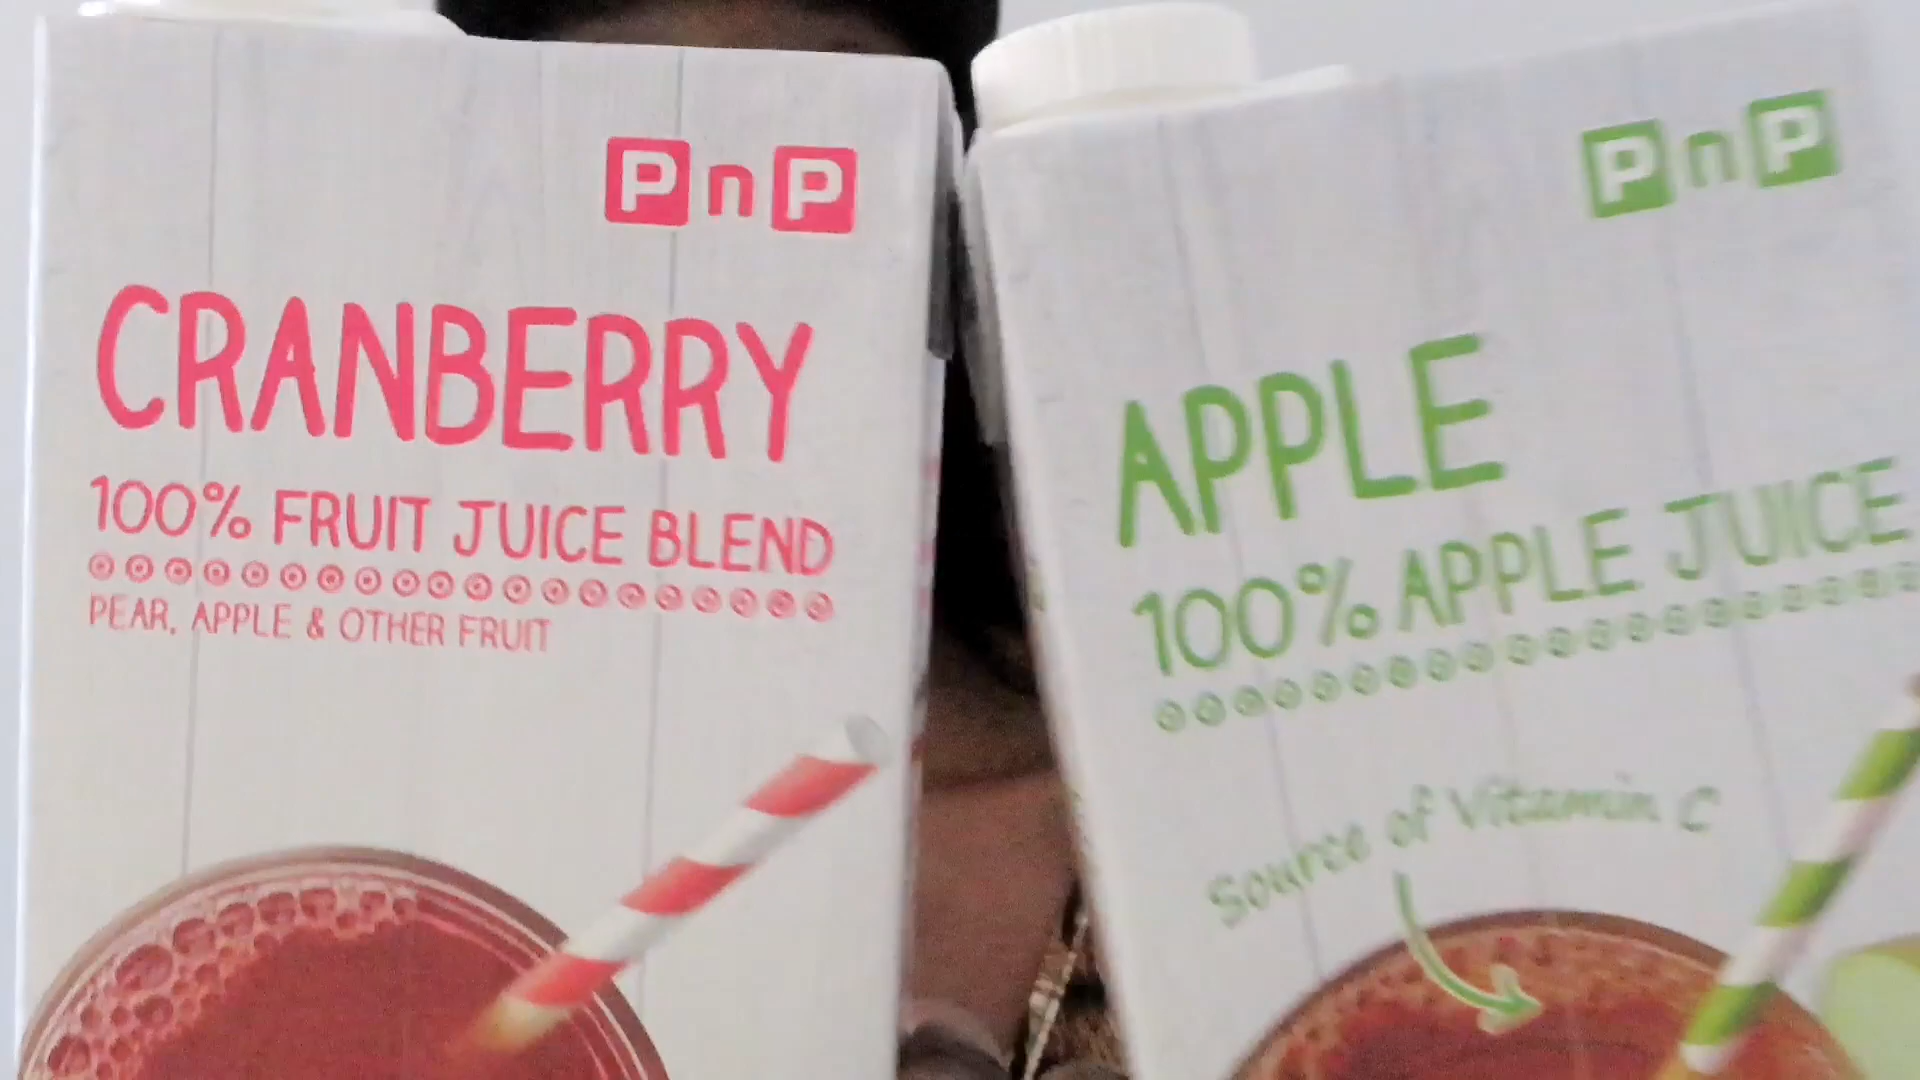 PnP
CRANBERRY
100% FRUIT JUICE BLEND
PEAR, APPLE & OTHER FRUIT
PnP
APPLE
100% APPLE JUICE
Source of Vitamin C